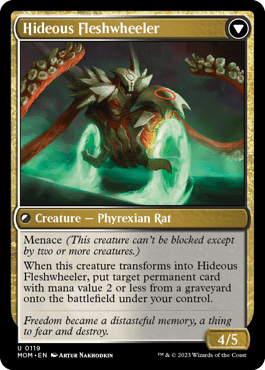 Hideous Fleshwheeler
Creature — Phyrexian Rat
Menace (This creature can't be blocked except
by two or more creatures.)
When this creature transforms into Hideous
Fleshwheeler, put target permanent card
with mana value 2 or less from a graveyard
onto the battlefield under your control.
Freedom became a distasteful memory, a thing
to fear and destroy.
4/5
U 0119
MOM • EN Artur Nakhodkin
™ & © 2023 Wizards of the Coast